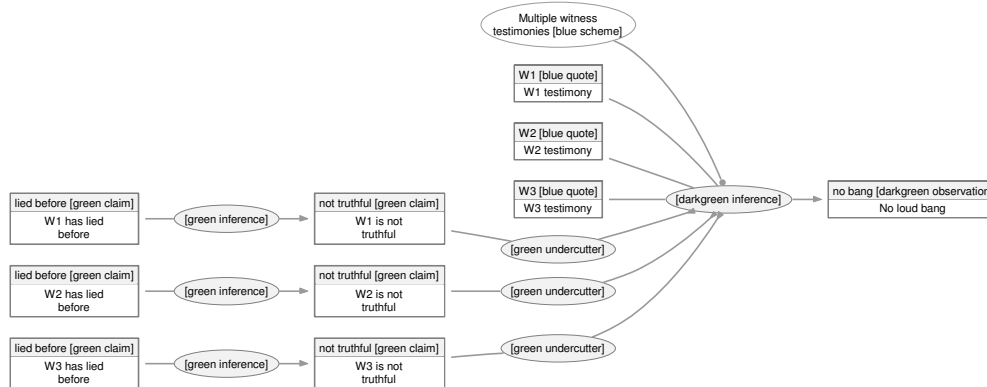 Multiple witness
testimonies [blue scheme]
W1 [blue quote]
W1 testimony
W2 [blue quote]
W2 testimony
W3 [blue quote]
W3 testimony
[darkgreen inference]
no bang [darkgreen observation
No loud bang
lied before [green claim]
W1 has lied
before
[green inference]
not truthful [green claim]
W1 is not
truthful
[green undercutter]
lied before [green claim]
W2 has lied
before
[green inference]
not truthful [green claim]
W2 is not
truthful
[green undercutter]
lied before [green claim]
W3 has lied
before
[green inference]
not truthful [green claim]
W3 is not
truthful
[green undercutter]